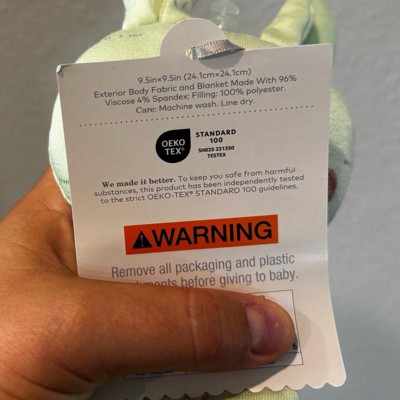 9.5in×9.5in (24.1cm×24.1cm)
Exterior Body Fabric and Blanket Made With 96%
Viscose 4% Spandex; Filling: 100% polyester.
Care: Machine wash. Line dry.
OEKO
TEX®
STANDARD
100
SH025 231350
TESTEX
We made it better. To keep you safe from harmful
substances, this product has been independently tested
to the strict OEKO-TEX® STANDARD 100 guidelines.
WARNING
Remove all packaging and plastic
before giving to baby.